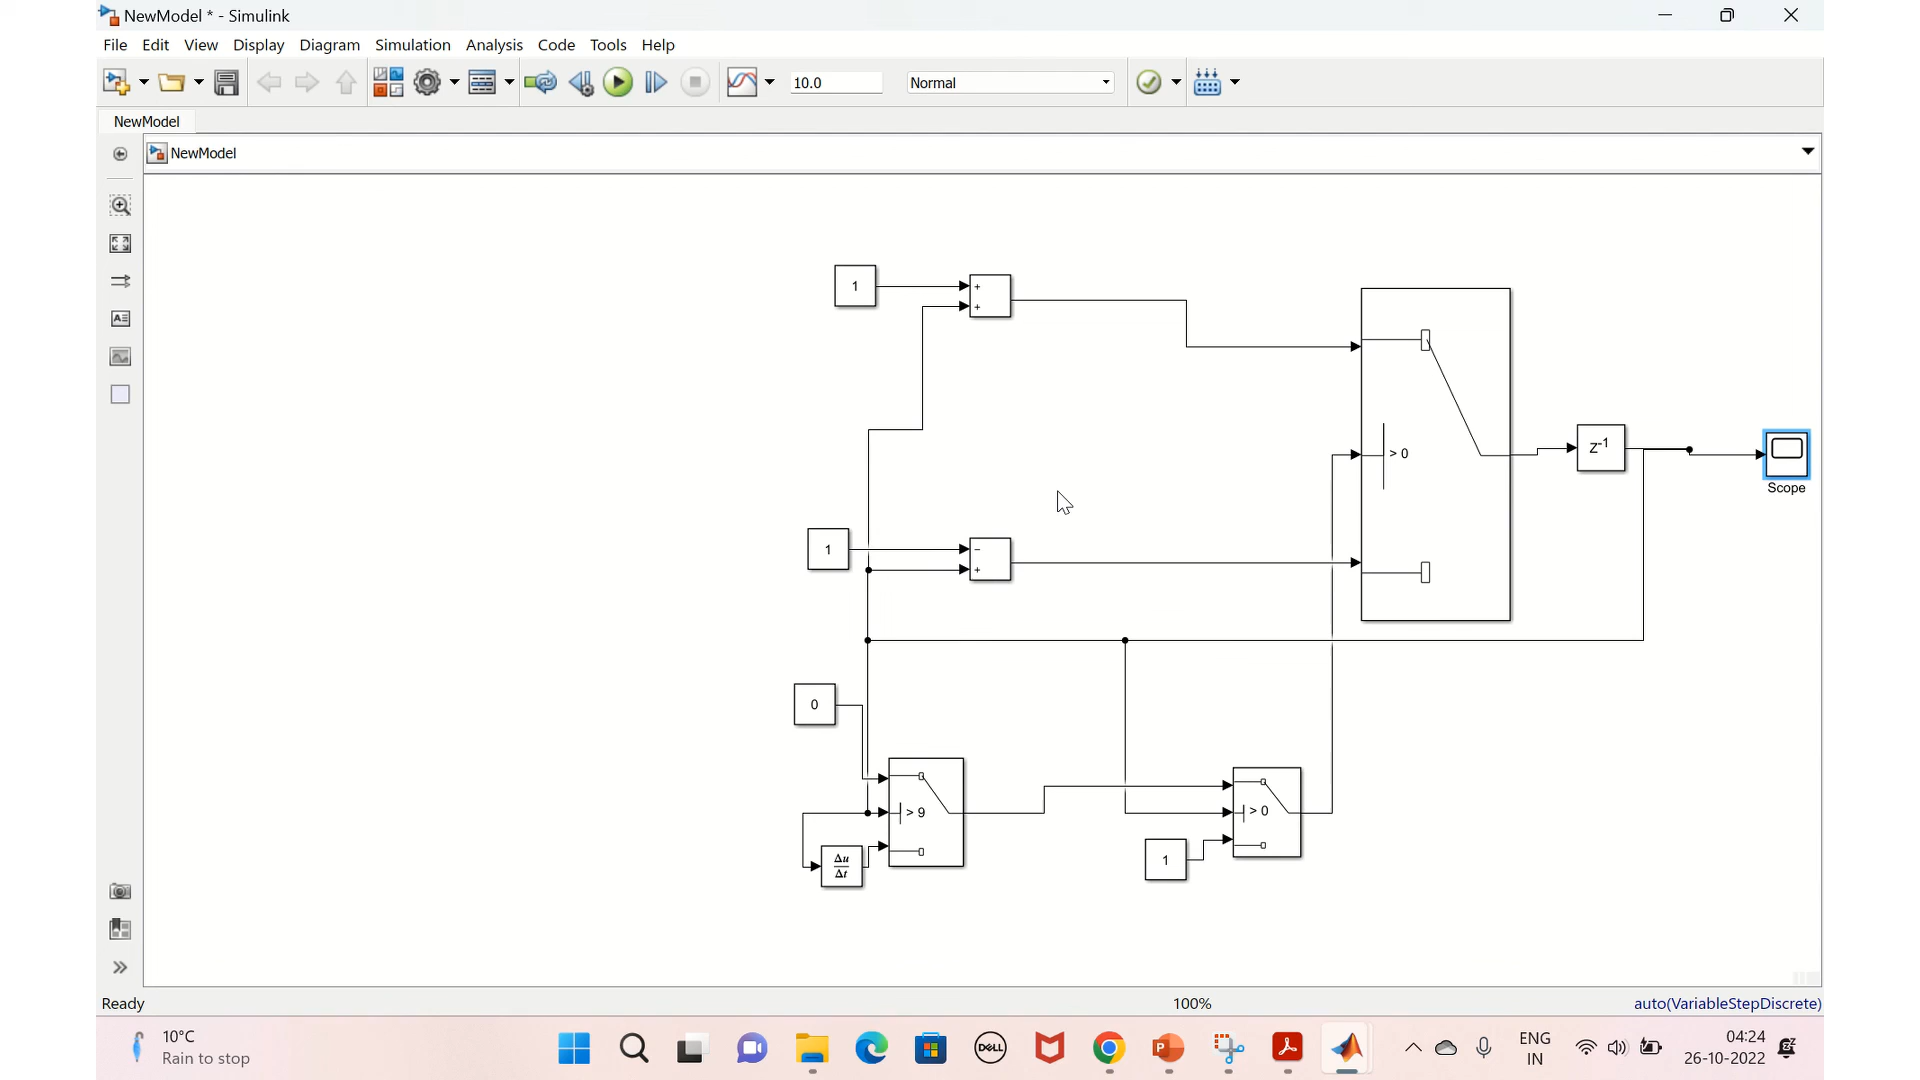 NewModel * - Simulink
File Edit View Display Diagram Simulation Analysis Code Tools Help
10.0 Normal
NewModel
NewModel
1
+
+
> 0
Z-1
Scope
1
−
+
0
> 9
> 0
Δu
Δt
1
Ready 100% auto(VariableStepDiscrete)
10°C
Rain to stop
DELL
ENG
IN
04:24
26-10-2022